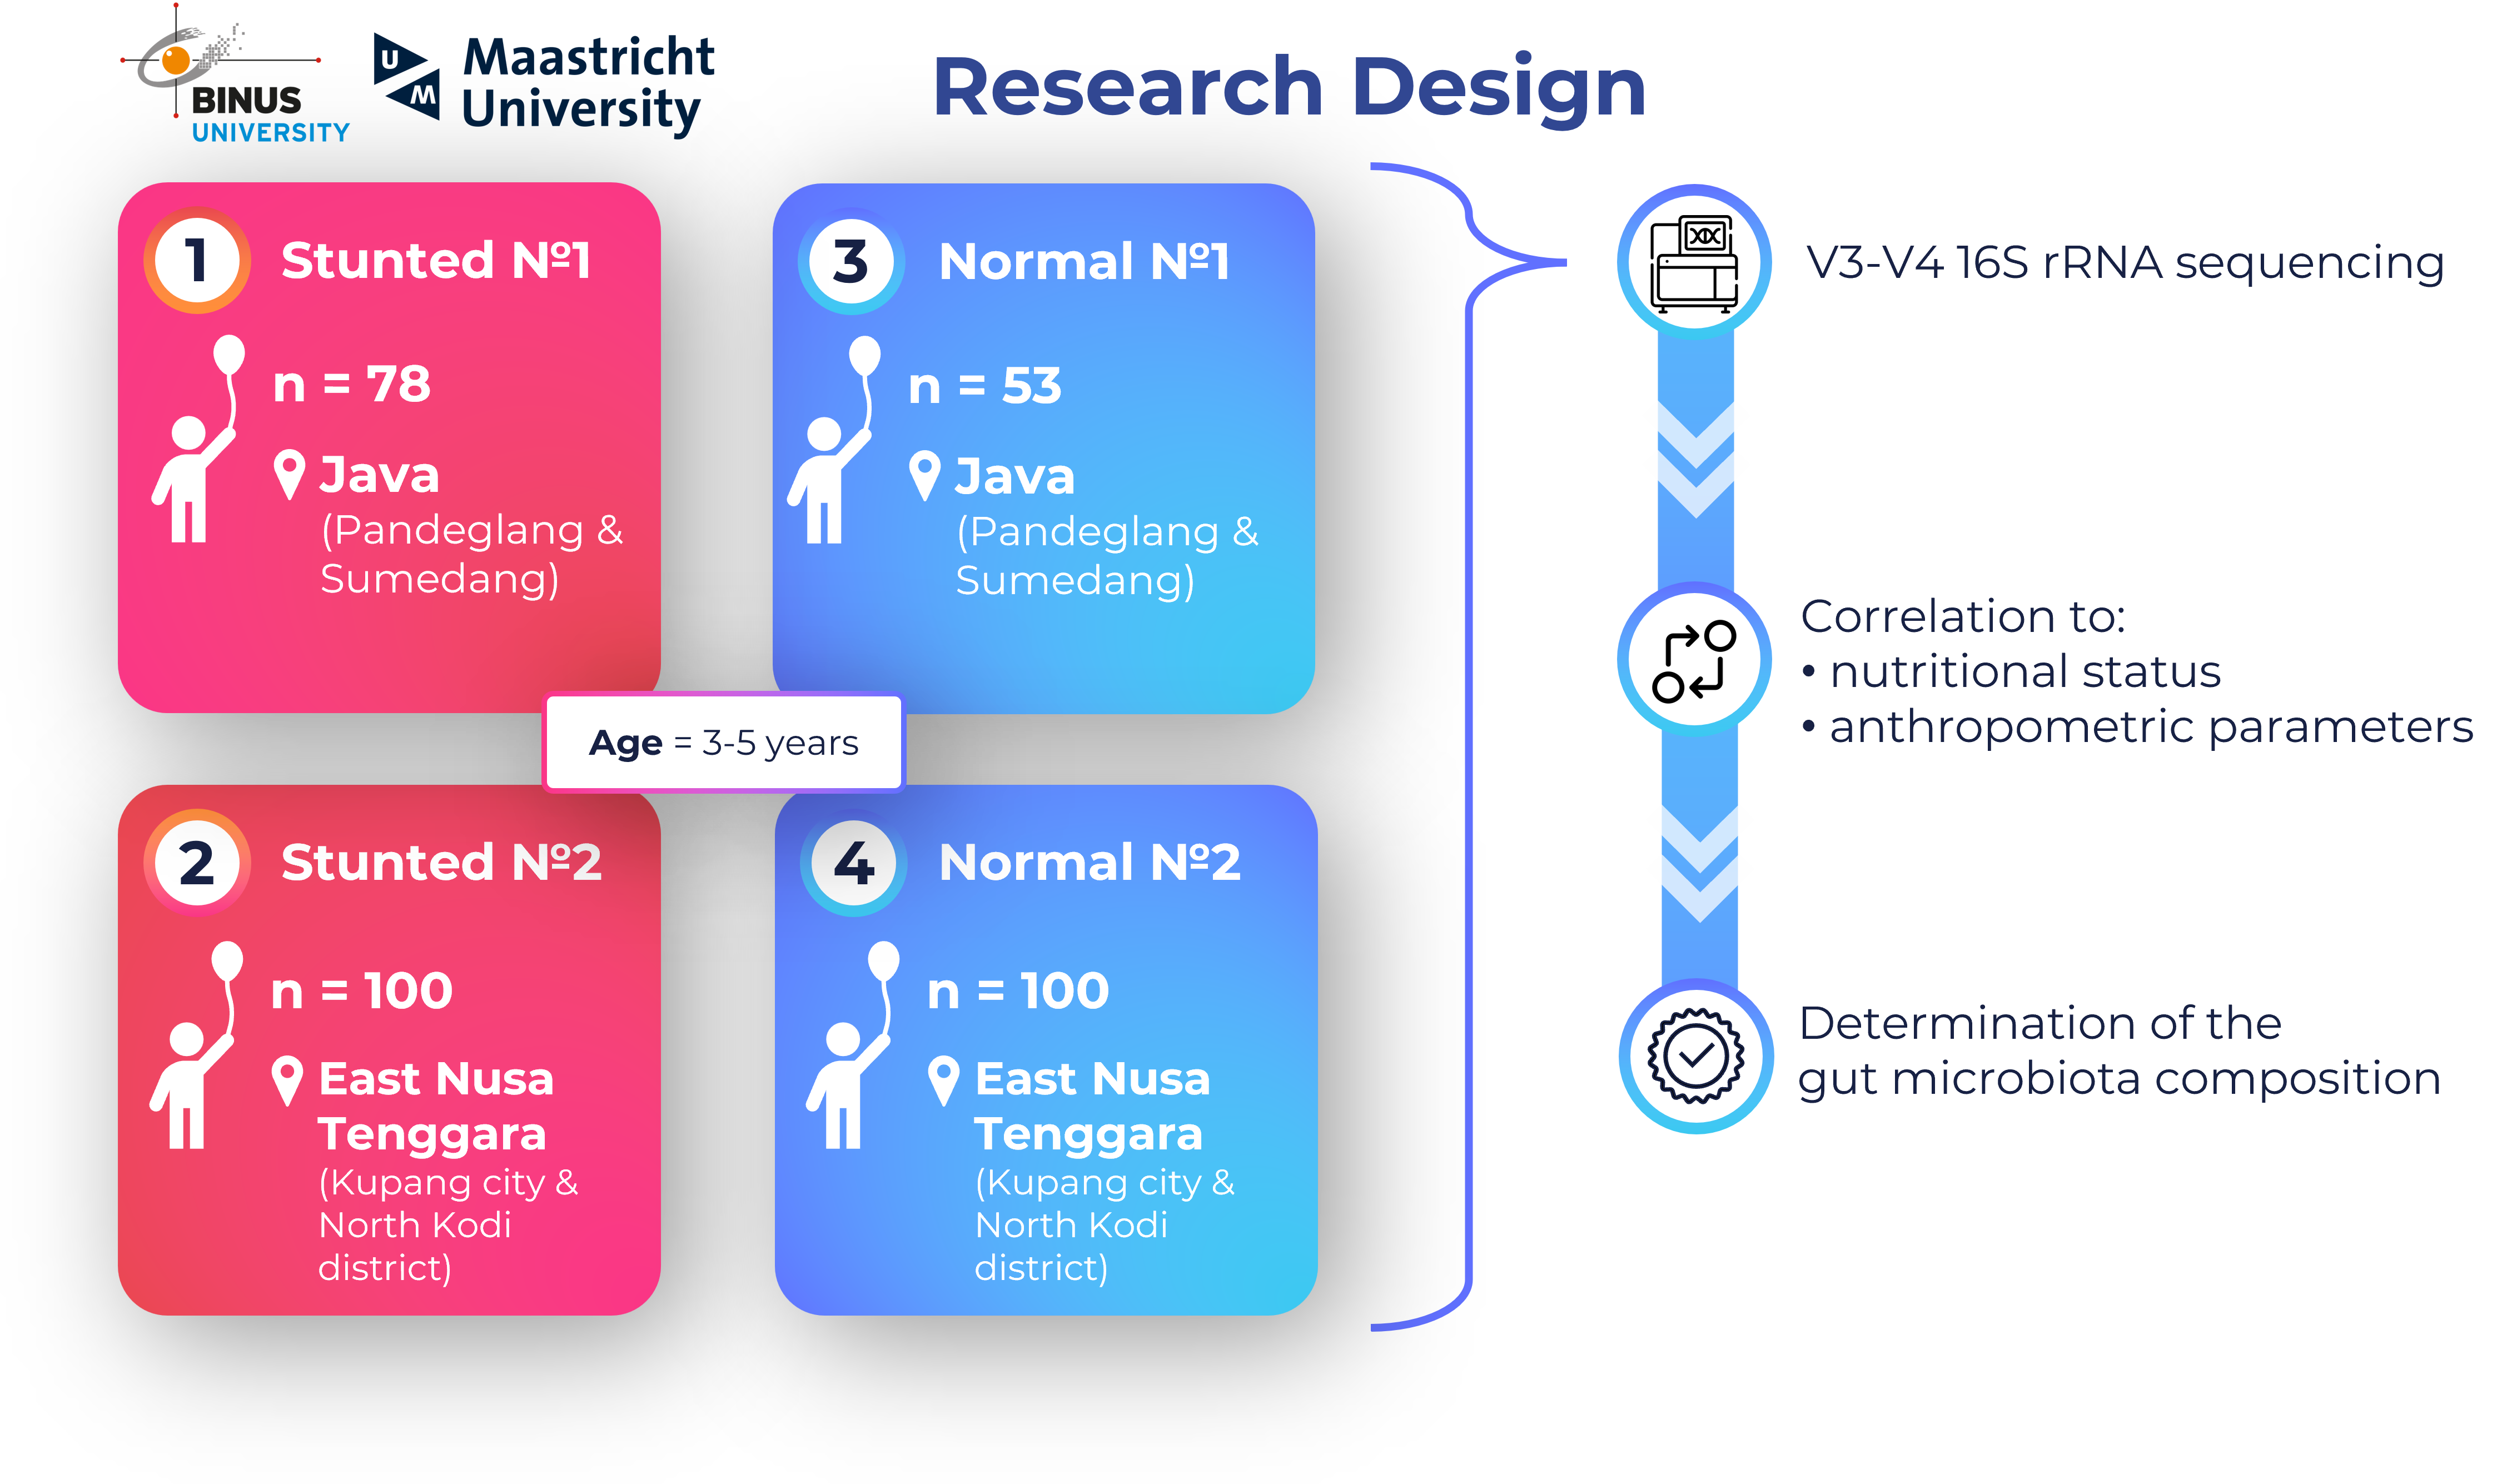 BINUS
UNIVERSITY
U
M
Maastricht
University
Research Design
1
Stunted №1
n = 78
Java
(Pandeglang &
Sumedang)
3
Normal №1
n = 53
Java
(Pandeglang &
Sumedang)
Age = 3-5 years
2
Stunted №2
n = 100
East Nusa
Tenggara
(Kupang city &
North Kodi
district)
4
Normal №2
n = 100
East Nusa
Tenggara
(Kupang city &
North Kodi
district)
V3-V4 16S rRNA sequencing
Correlation to:
• nutritional status
• anthropometric parameters
Determination of the
gut microbiota composition